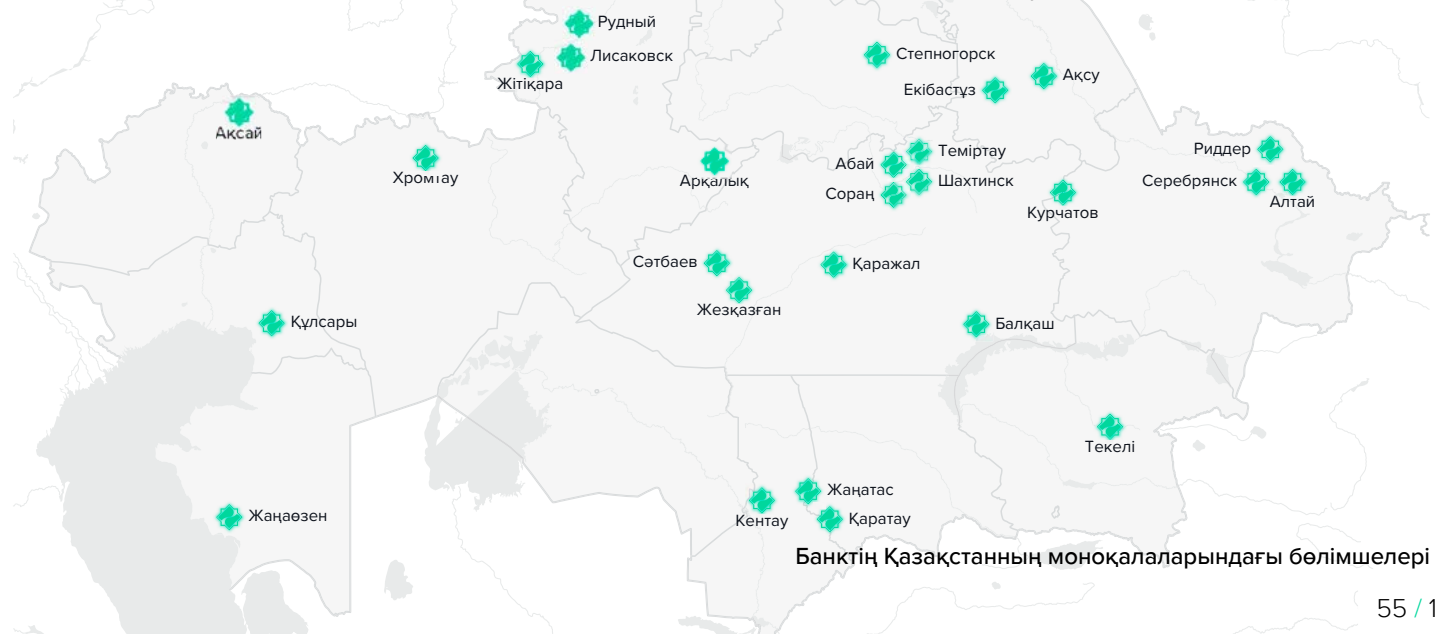 Рудный
Лисаковск
Степногорск
Жітіқара
Ақсу
Екібастұз
Ақсай
Теміртау
Риддер
Абай
Хромтау
Арқалық
Шахтинск
Серебрянск
Сораң
Алтай
Курчатов
Сәтбаев
Қаражал
Жезқазған
Құлсары
Балқаш
Текелі
Жаңатас
Жаңаөзен
Кентау
Қаратау
Банктің Қазақстанның моноқалаларындағы бөлімшелері
55 / 1